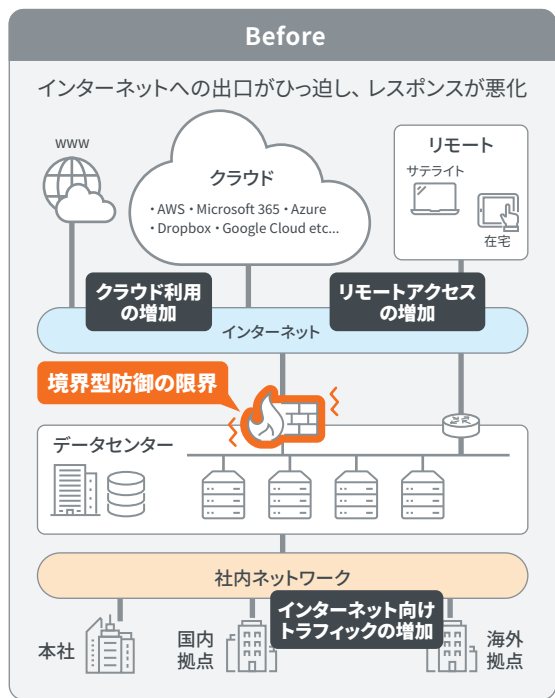 Before
インターネットへの出口がひっ迫し、レスポンスが悪化
www
クラウド
・AWS ・Microsoft 365 ・Azure
・Dropbox ・Google Cloud etc...
リモート
サテライト
在宅
クラウド利用
の増加
リモートアクセス
の増加
インターネット
境界型防御の限界
データセンター
社内ネットワーク
インターネット向け
トラフィックの増加
本社
国内
拠点
海外
拠点